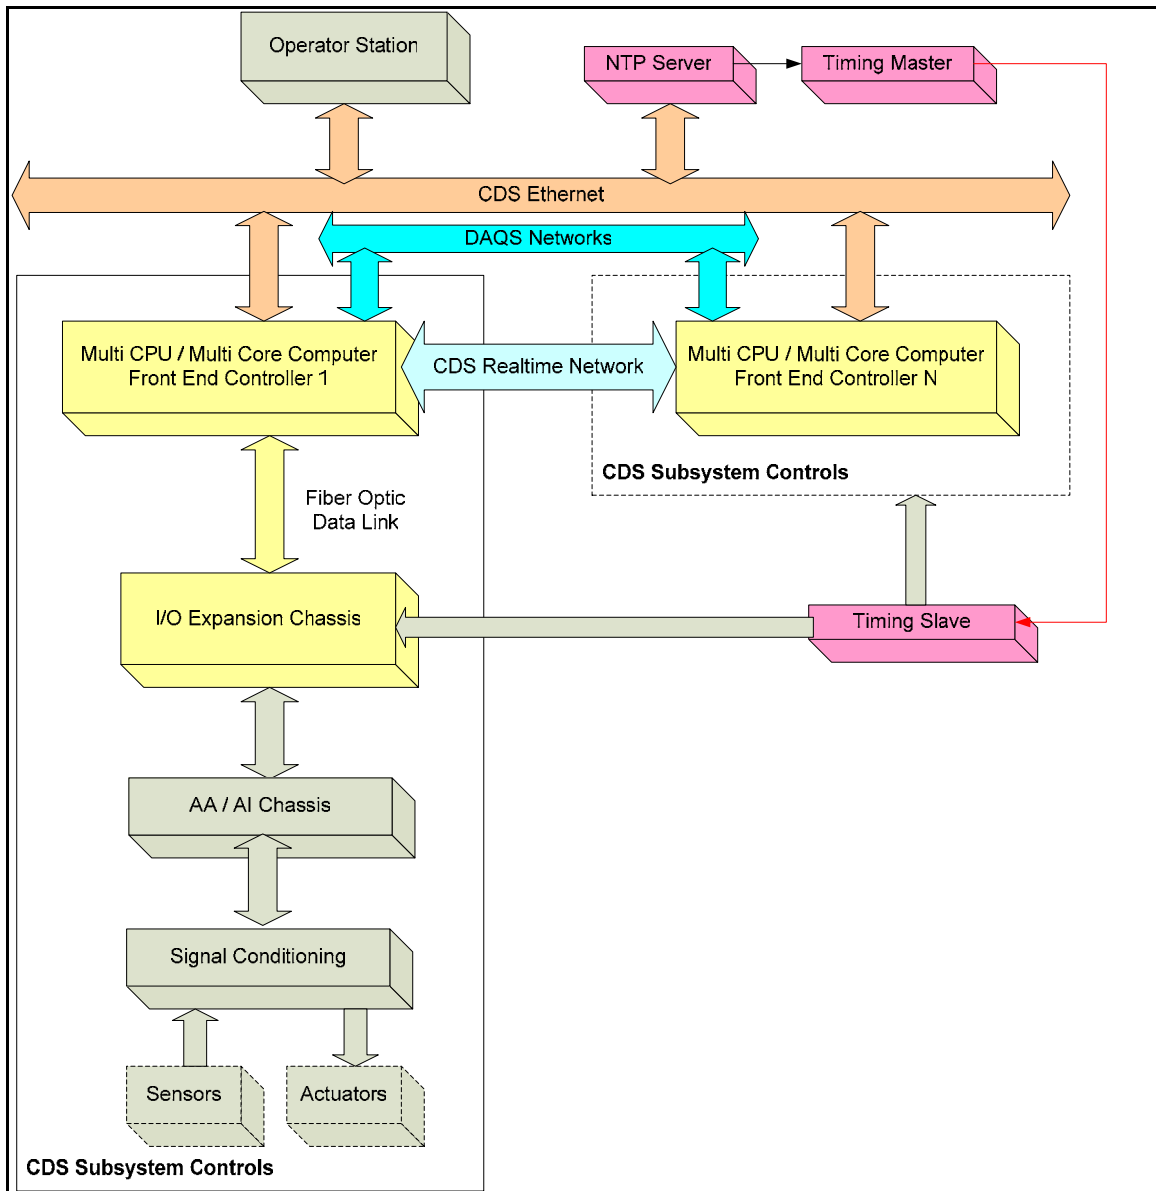 Operator Station
NTP Server
Timing Master
CDS Ethernet
DAQS Networks
Multi CPU / Multi Core Computer
Front End Controller 1
CDS Realtime Network
Multi CPU / Multi Core Computer
Front End Controller N
CDS Subsystem Controls
Fiber Optic
Data Link
I/O Expansion Chassis
Timing Slave
AA / AI Chassis
Signal Conditioning
Sensors
Actuators
CDS Subsystem Controls